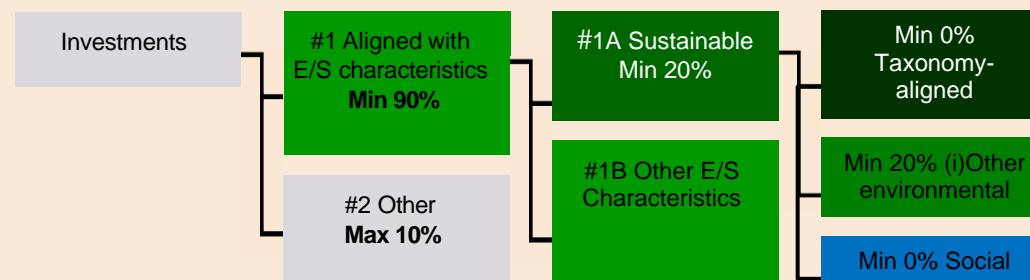 Investments
#1 Aligned with
E/S characteristics
Min 90%
#2 Other
Max 10%
#1A Sustainable
Min 20%
#1B Other E/S
Characteristics
Min 0%
Taxonomy-
aligned
Min 20% (i)Other
environmental
Min 0% Social